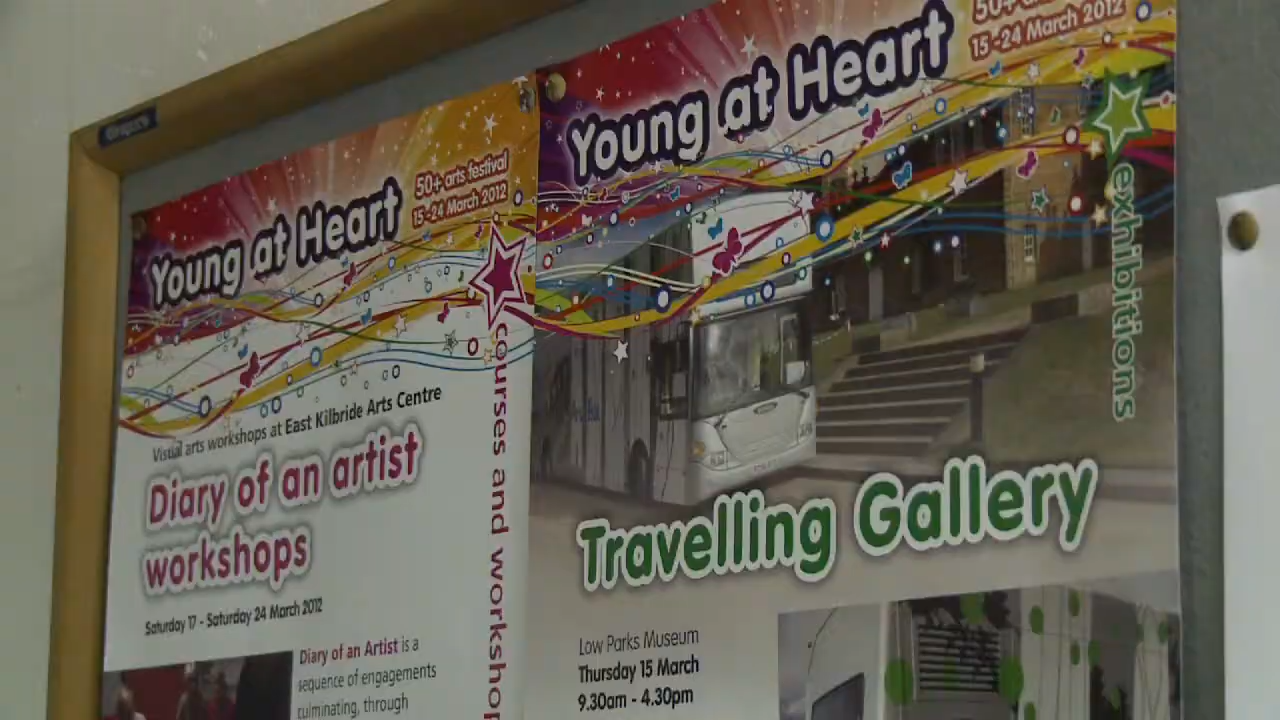 Young at Heart
50+ arts festival
15-24 March 2012
courses and workshop
Visual arts workshops at East Kilbride Arts Centre
Diary of an artist
workshops
Saturday 17 - Saturday 24 March 2012
Diary of an Artist is a
sequence of engagements
culminating, through
Young at Heart
50+
15-24 March 2012
exhibitions
Travelling Gallery
Low Parks Museum
Thursday 15 March
9.30am - 4.30pm